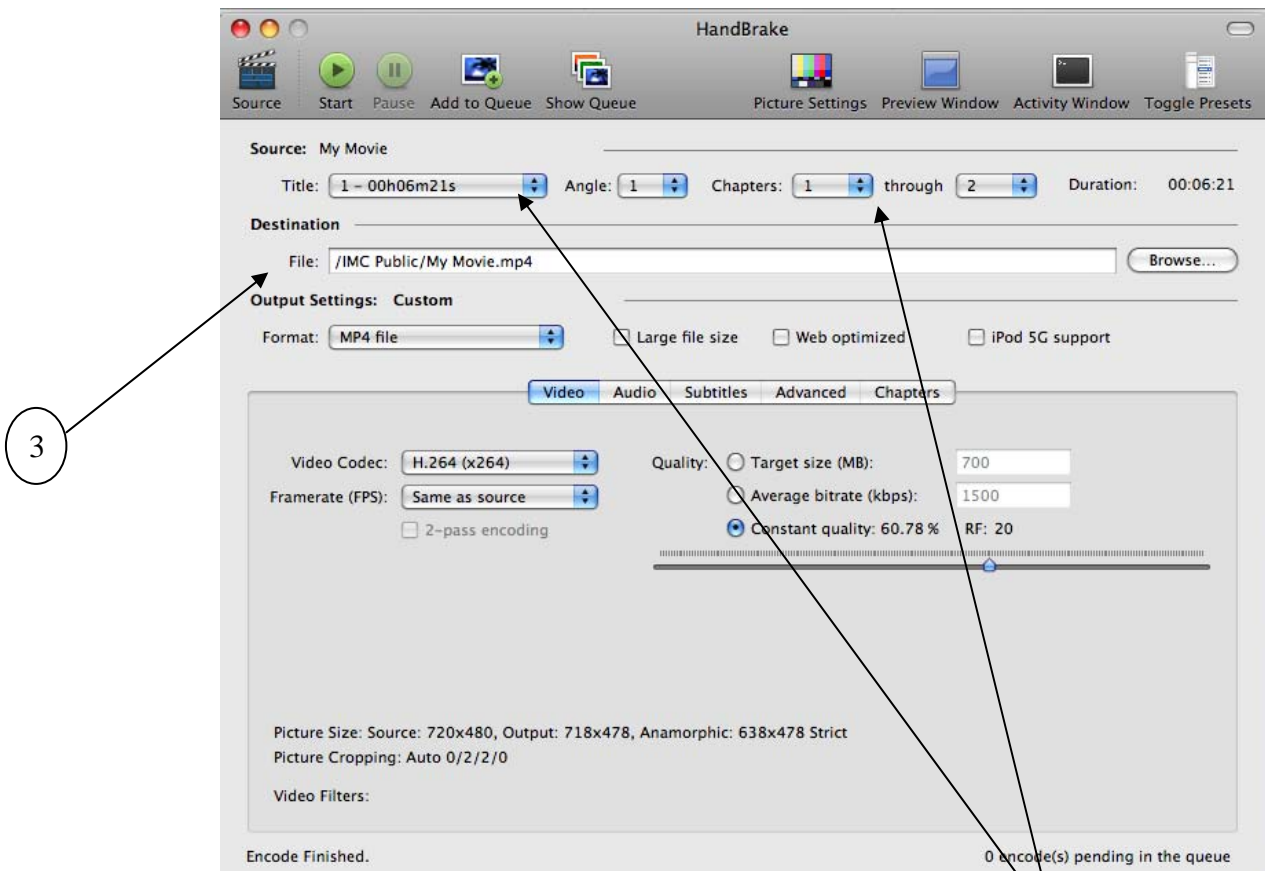 HandBrake
Source Start Pause Add to Queue Show Queue Picture Settings Preview Window Activity Window Toggle Presets
Source: My Movie
Title: 1 - 00h06m21s Angle: 1 Chapters: 1 through 2 Duration: 00:06:21
Destination
File: /IMC Public/My Movie.mp4 Browse...
Output Settings: Custom
Format: MP4 file Large file size Web optimized iPod 5G support
Video Audio Subtitles Advanced Chapters
3
Video Codec: H.264 (x264) Quality: Target size (MB): 700
Framerate (FPS): Same as source Average bitrate (kbps): 1500
2-pass encoding Constant quality: 60.78 % RF: 20
Picture Size: Source: 720x480, Output: 718x478, Anamorphic: 638x478 Strict
Picture Cropping: Auto 0/2/2/0
Video Filters:
Encode Finished. 0 encode(s) pending in the queue